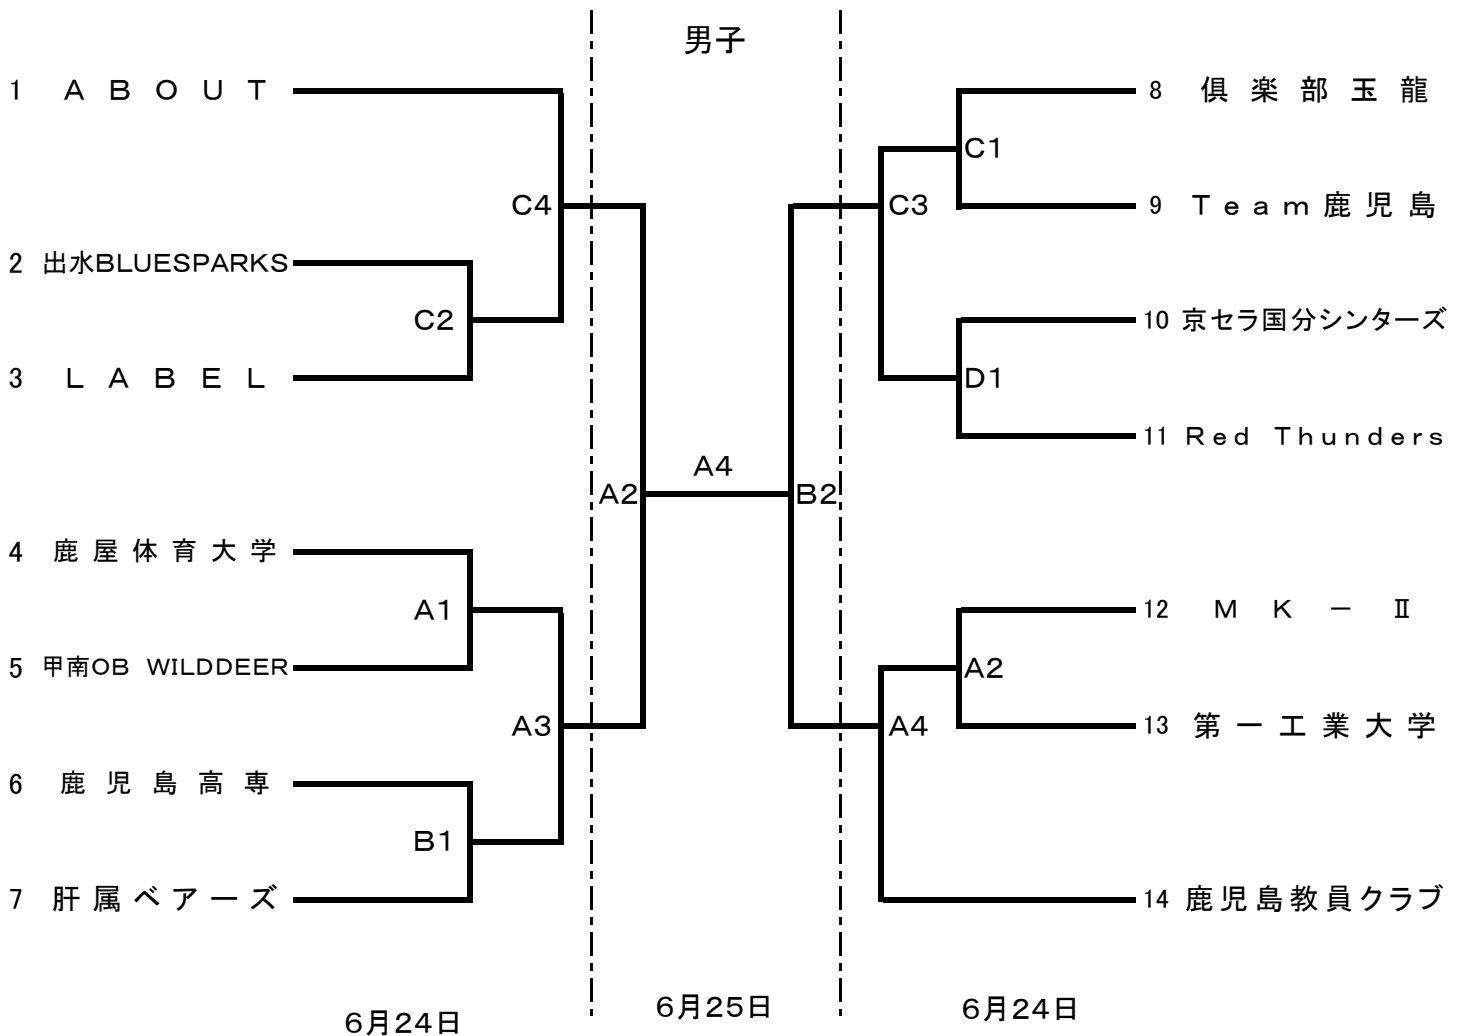 男子
1 ABOUT
C4
2 出水BLUESPARKS
C2
3 LABEL
4 鹿屋体育大学
A1
5 甲南OB WILDDEER
A3
6 鹿児島高専
B1
7 肝属ベアーズ
A2
A4
B2
8 倶楽部玉龍
C1
C3
9 Team鹿児島
10 京セラ国分シンターズ
D1
11 Red Thunders
12 MK-Ⅱ
A2
A4
13 第一工業大学
14 鹿児島教員クラブ
6月24日
6月25日
6月24日